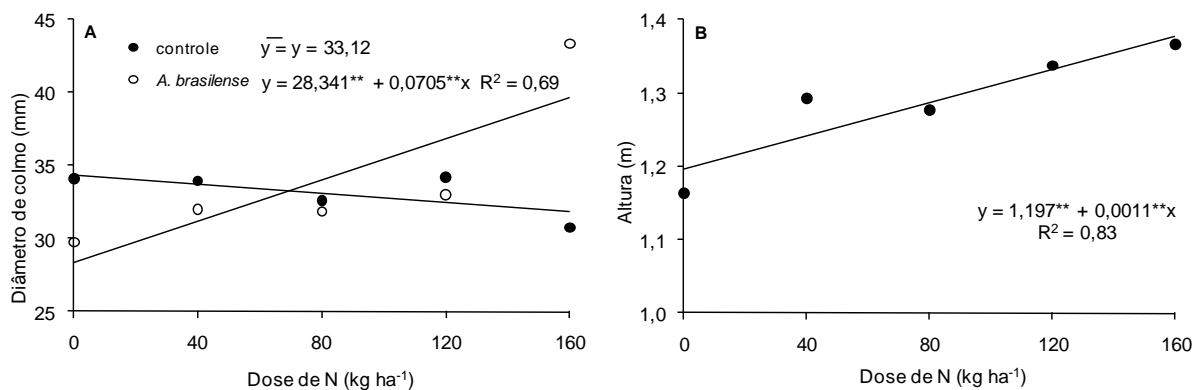 A
● controle y̅ = y = 33,12
○ A. brasilense y = 28,341** + 0,0705**x R² = 0,69
Diâmetro de colmo (mm)
45
40
35
30
25
0 40 80 120 160
Dose de N (kg ha⁻¹)
B
Altura (m)
1,4
1,3
1,2
1,1
1,0
y = 1,197** + 0,0011**x
R² = 0,83
0 40 80 120 160
Dose de N (kg ha⁻¹)